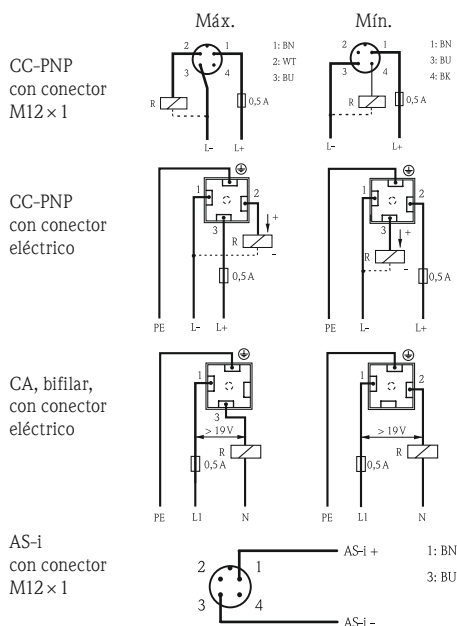 Máx.
Mín.
CC-PNP
con conector
M12 × 1
2
1
3
4
R
0,5 A
L-
L+
1: BN
2: WT
3: BU
2
1
3
4
R
0,5 A
L-
L+
1: BN
3: BU
4: BK
CC-PNP
con conector
eléctrico
1
2
3
+
R
-
0,5 A
PE
L-
L+
1
2
3
+
R
-
0,5 A
PE
L-
L+
CA, bifilar,
con conector
eléctrico
1
3
> 19 V
R
0,5 A
PE
L1
N
1
2
> 19 V
R
0,5 A
PE
L1
N
AS-i
con conector
M12 × 1
2
1
3
4
AS-i +
AS-i -
1: BN
3: BU